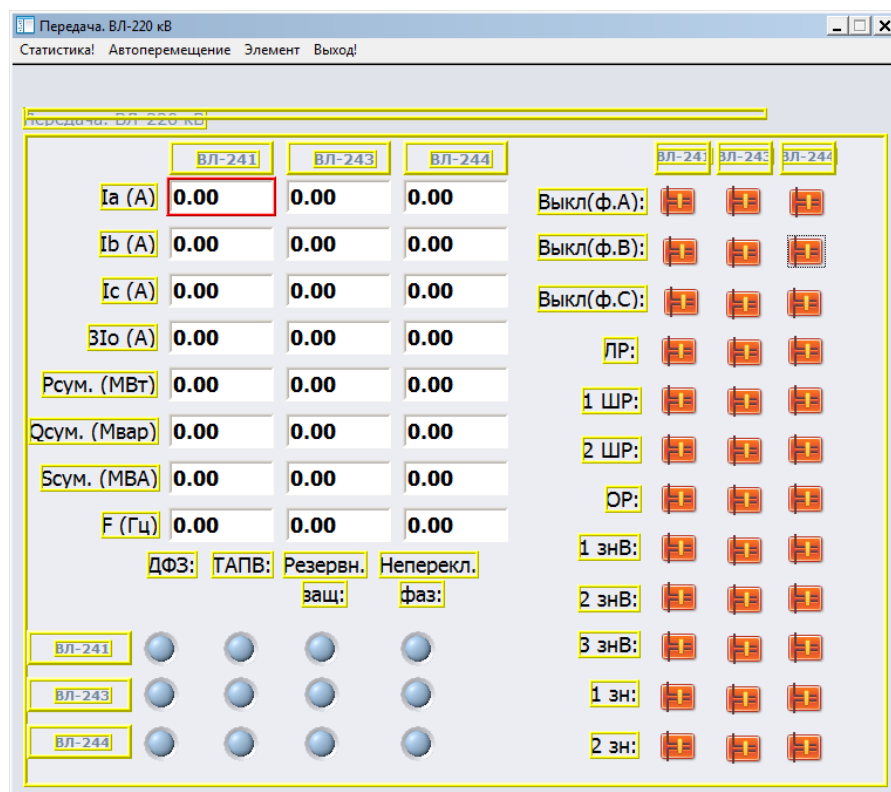 Передача. ВЛ-220 кВ
Статистика! Автоперемещение Элемент Выход!
Передача. ВЛ-220 кВ
ВЛ-241 ВЛ-243 ВЛ-244 ВЛ-241 ВЛ-243 ВЛ-244
Ia (А) 0.00 0.00 0.00 Выкл(ф.А):
Ib (А) 0.00 0.00 0.00 Выкл(ф.В):
Ic (А) 0.00 0.00 0.00 Выкл(ф.С):
3Io (А) 0.00 0.00 0.00 ЛР:
Pсум. (МВт) 0.00 0.00 0.00 1 ШР:
Qсум. (Мвар) 0.00 0.00 0.00 2 ШР:
Sсум. (МВА) 0.00 0.00 0.00 ОР:
F (Гц) 0.00 0.00 0.00 1 знВ:
ДФЗ: ТАПВ: Резервн. защ: Неперекл. фаз:
2 знВ:
ВЛ-241 3 знВ:
ВЛ-243 1 зн:
ВЛ-244 2 зн: